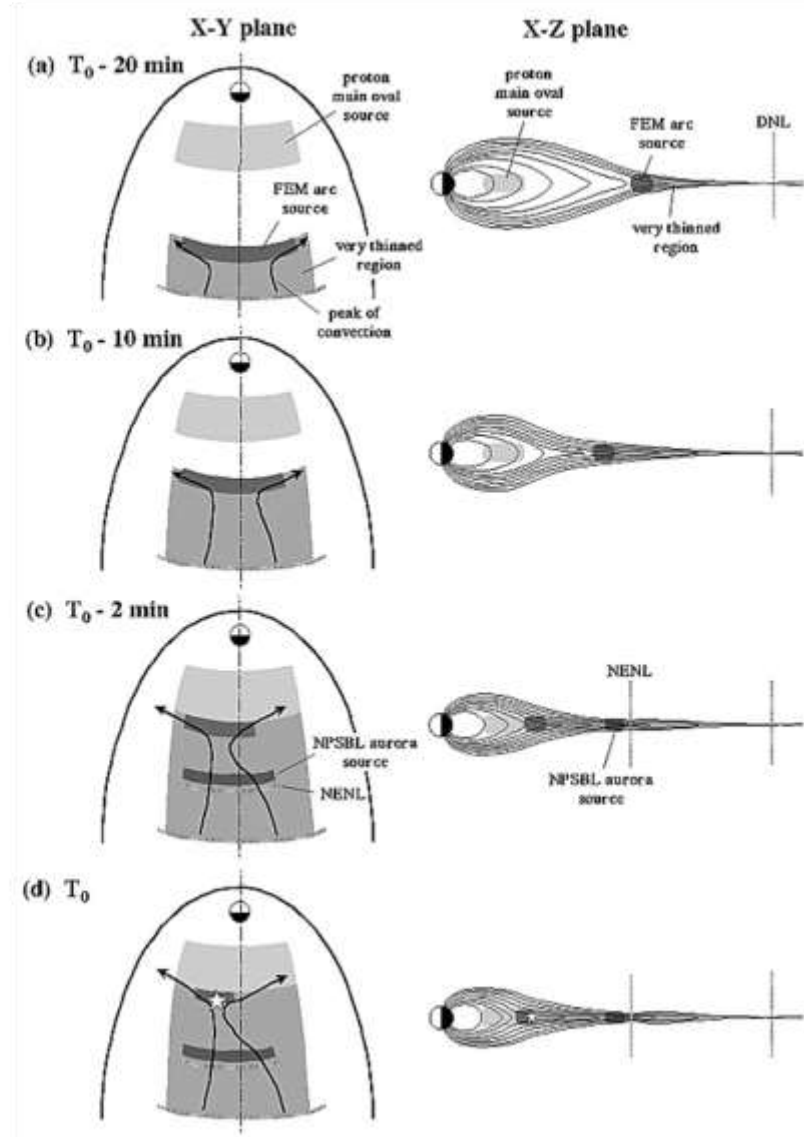 X-Y plane
X-Z plane
(a) T₀ - 20 min
proton
main oval
source
FEM arc
source
very thinned
region
peak of
convection
proton
main oval
source
FEM arc
source
DNL
very thinned
region
(b) T₀ - 10 min
(c) T₀ - 2 min
NPSBL aurora
source
NENL
NENL
NPSBL aurora
source
(d) T₀